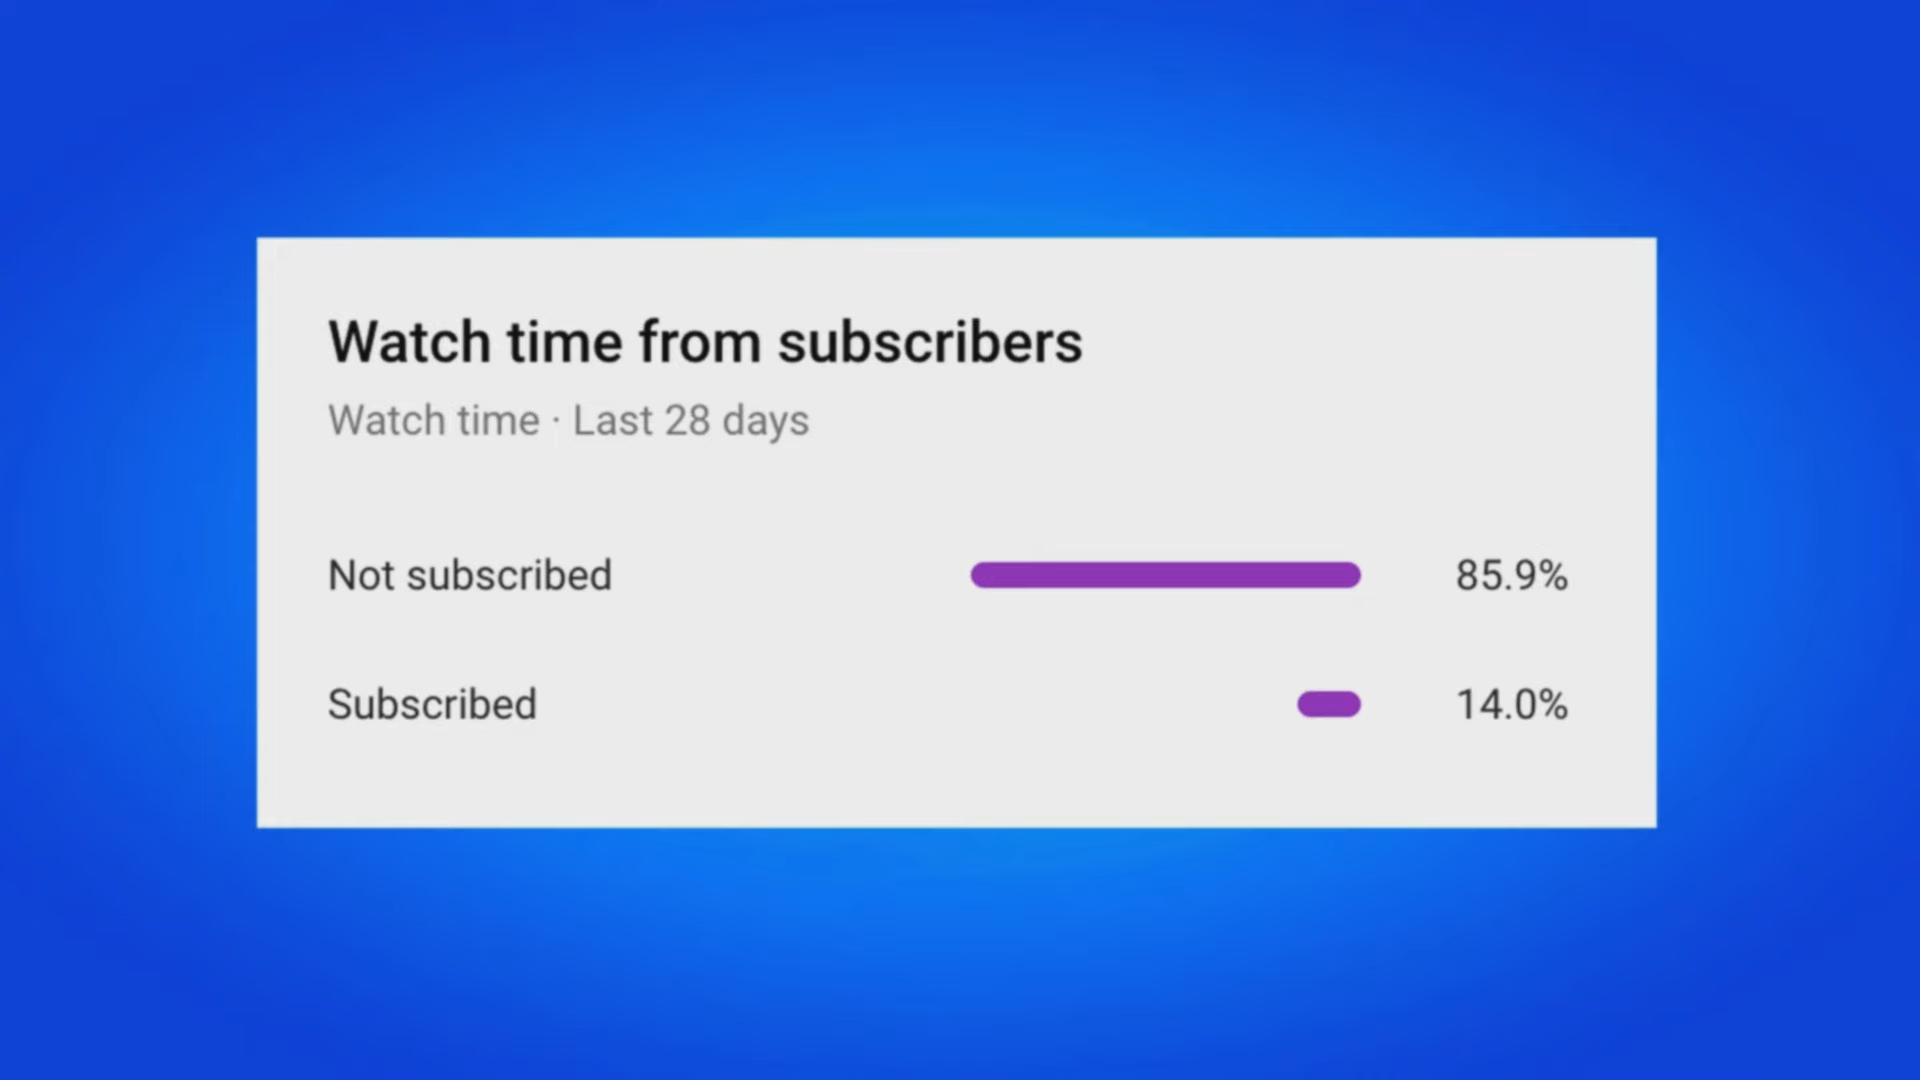 Watch time from subscribers
Watch time · Last 28 days
Not subscribed 85.9%
Subscribed 14.0%